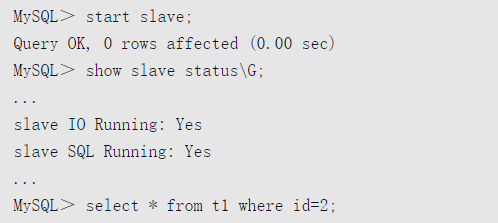 MySQL＞ start slave;
Query OK, 0 rows affected (0.00 sec)
MySQL＞ show slave status\G;
...
slave IO Running: Yes
slave SQL Running: Yes
...
MySQL＞ select * from t1 where id=2;